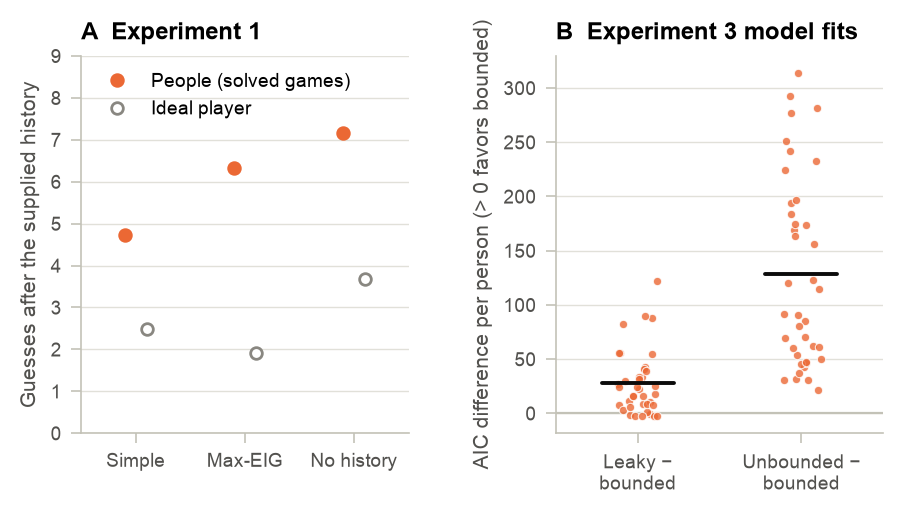 A Experiment 1
Guesses after the supplied history
9
8
7
6
5
4
3
2
1
0
People (solved games)
Ideal player
Simple
Max-EIG
No history
B Experiment 3 model fits
AIC difference per person (> 0 favors bounded)
300
250
200
150
100
50
0
Leaky −
bounded
Unbounded −
bounded